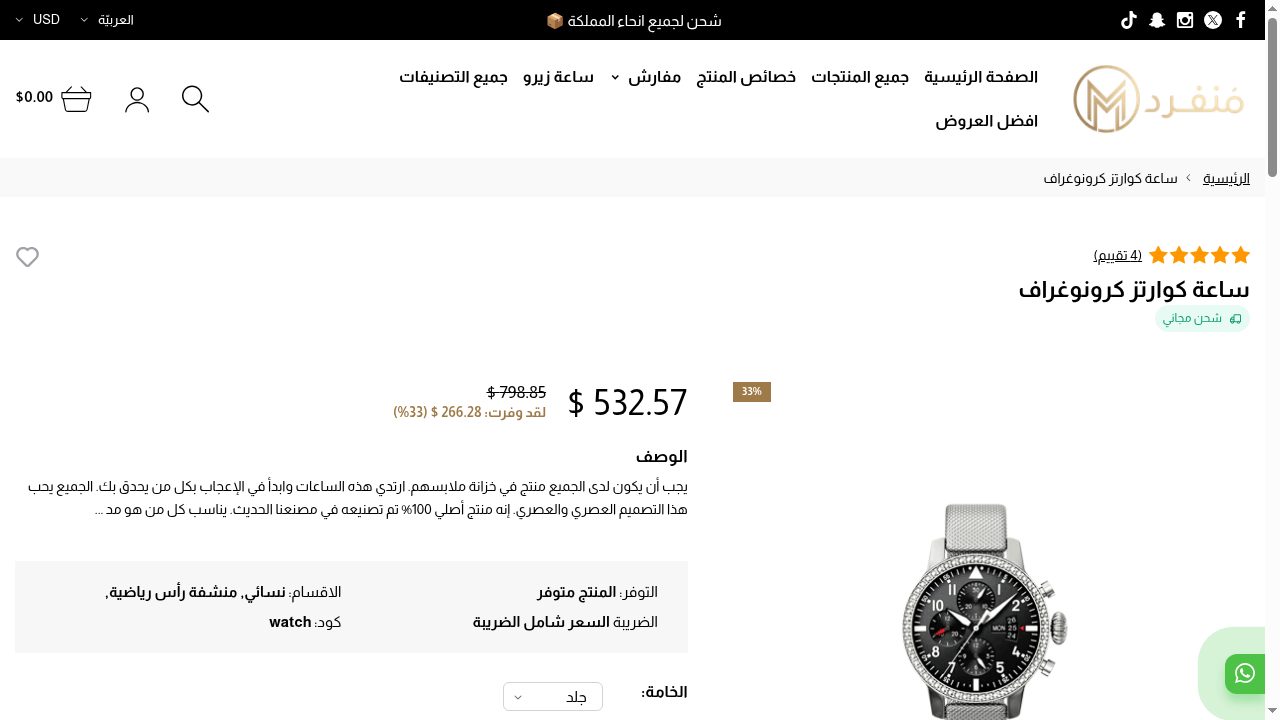 شحن لجميع انحاء المملكة 📦
العربيّة
USD
مَنفرد
الصفحة الرئيسية
جميع المنتجات
خصائص المنتج
مفارش
ساعة زيرو
جميع التصنيفات
افضل العروض
$0.00
الرئيسية
ساعة كوارتز كرونوغراف
(4 تقييم)
ساعة كوارتز كرونوغراف
شحن مجاني
33%
532.57 $
798.85 $
لقد وفرت: 266.28 $ (33%)
الوصف
يجب أن يكون لدى الجميع منتج في خزانة ملابسهم. ارتدي هذه الساعات وابدأ في الإعجاب بكل من يحدق بك. الجميع يحب
هذا التصميم العصري والعصري. إنه منتج أصلي 100% تم تصنيعه في مصنعنا الحديث. يناسب كل من هو مد ...
التوفر: المنتج متوفر
الاقسام: نسائي, منشفة رأس رياضية,
الضريبة السعر شامل الضريبة
كود: watch
الخامة:
جلد